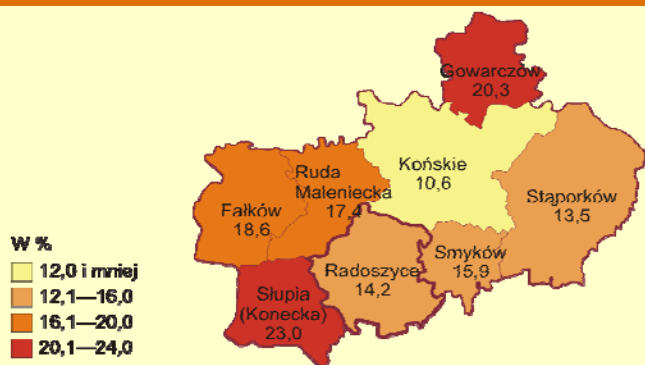 Gowarczów
20,3
Końskie
10,6
Stąporków
13,5
Ruda
Maleniecka
17,4
Fałków
18,6
Smyków
15,9
Radoszyce
14,2
Słupia
(Konecka)
23,0
W %
12,0 i mniej
12,1—16,0
16,1—20,0
20,1—24,0